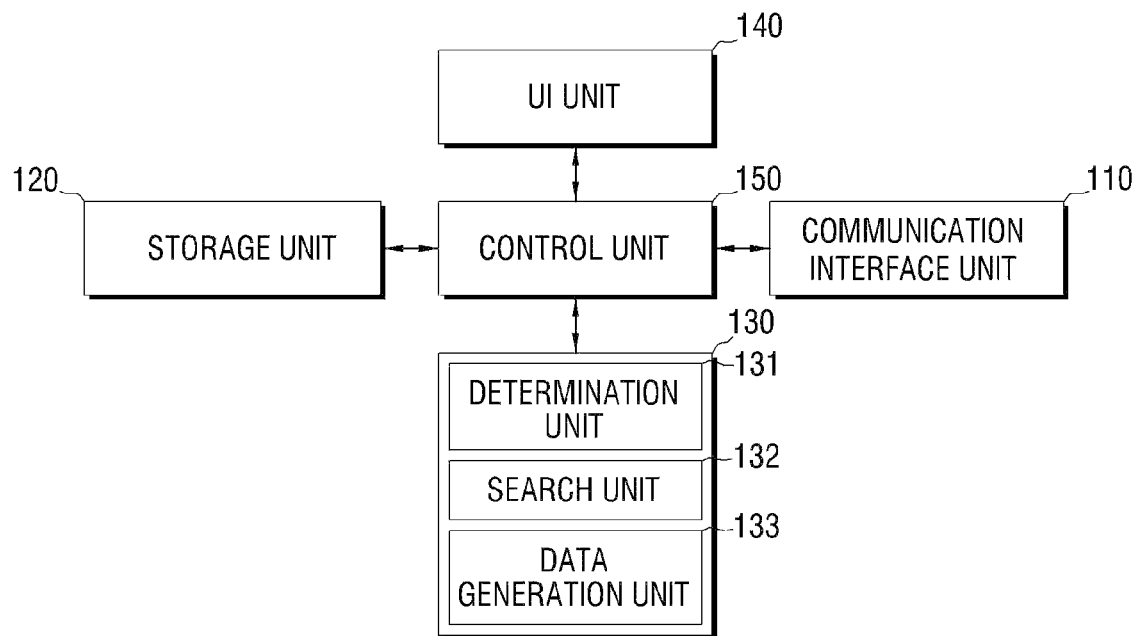 140
UI UNIT
120
150
110
STORAGE UNIT
CONTROL UNIT
COMMUNICATION
INTERFACE UNIT
130
131
DETERMINATION
UNIT
132
SEARCH UNIT
133
DATA
GENERATION UNIT